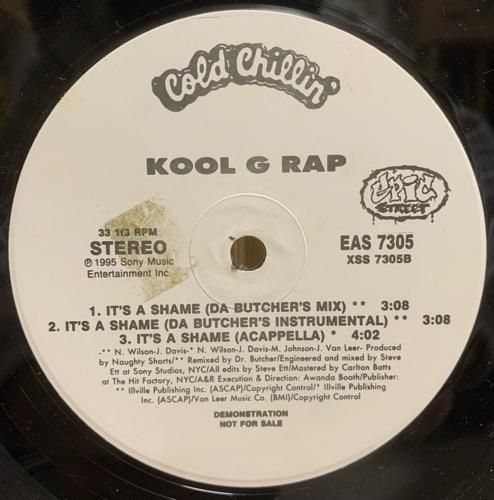 Cold Chillin'
KOOL G RAP
epic
STREET
33 1/3 RPM
STEREO
℗ 1995 Sony Music
Entertainment Inc.
EAS 7305
XSS 7305B
1. IT'S A SHAME (DA BUTCHER'S MIX) ** 3:08
2. IT'S A SHAME (DA BUTCHER'S INSTRUMENTAL) ** 3:08
3. IT'S A SHAME (ACAPPELLA) * 4:02
** - N. Wilson-J. Davis-* N. Wilson-J. Davis-M. Johnson-J. Van Leer- Produced
by Naughty Shorts/** Remixed by Dr. Butcher/Engineered and mixed by Steve
Ett at Sony Studios, NYC/All edits by Steve Ett/Mastered by Carlton Batts
at The Hit Factory, NYC/A&R Execution & Direction: Awanda Booth/Publisher:
** Illville Publishing Inc. (ASCAP)/Copyright Control/* Illville Publishing
Inc. (ASCAP)/Van Leer Music Co. (BMI)/Copyright Control
DEMONSTRATION
NOT FOR SALE